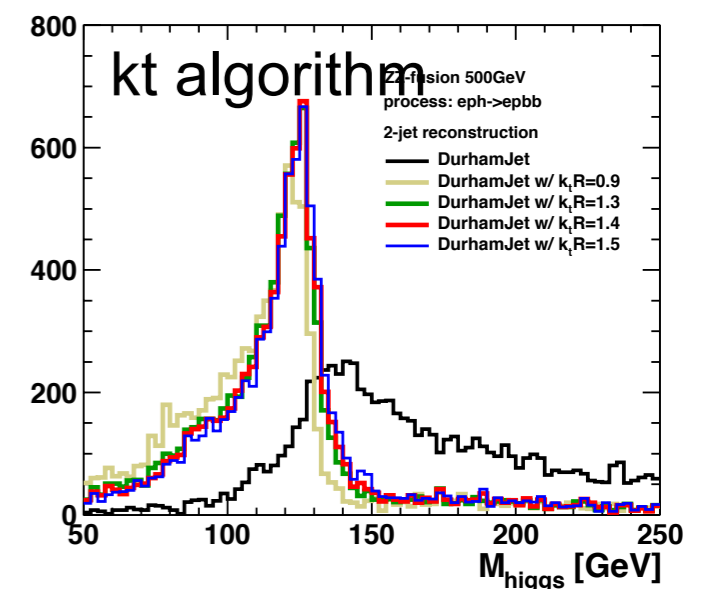 800
kt algorithm
ZZ-fusion 500GeV
process: eph->epbb
2-jet reconstruction
DurhamJet
DurhamJet w/ ktR=0.9
DurhamJet w/ ktR=1.3
DurhamJet w/ ktR=1.4
DurhamJet w/ ktR=1.5
600
400
200
0
50 100 150 200 250
Mhiggs [GeV]